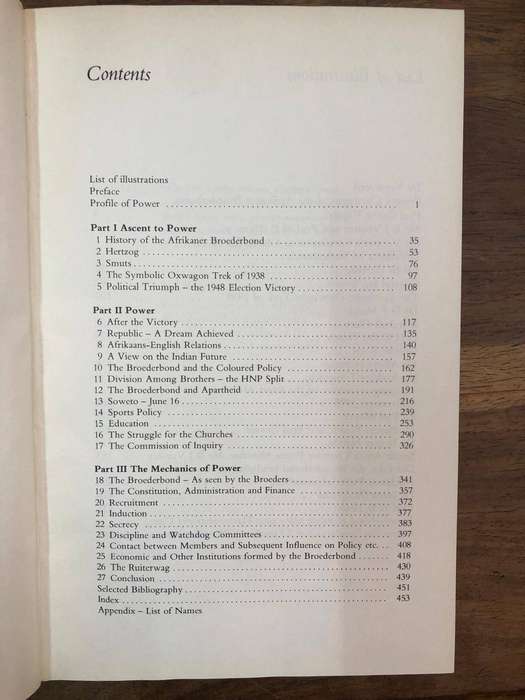 Contents
List of illustrations
Preface
Profile of Power ........ 1
Part I Ascent to Power
1 History of the Afrikaner Broederbond ........ 35
2 Hertzog ........ 53
3 Smuts ........ 76
4 The Symbolic Oxwagon Trek of 1938 ........ 97
5 Political Triumph – the 1948 Election Victory ........ 108
Part II Power
6 After the Victory ........ 117
7 Republic – A Dream Achieved ........ 135
8 Afrikaans-English Relations ........ 140
9 A View on the Indian Future ........ 157
10 The Broederbond and the Coloured Policy ........ 162
11 Division Among Brothers – the HNP Split ........ 177
12 The Broederbond and Apartheid ........ 191
13 Soweto – June 16 ........ 216
14 Sports Policy ........ 239
15 Education ........ 253
16 The Struggle for the Churches ........ 290
17 The Commission of Inquiry ........ 326
Part III The Mechanics of Power
18 The Broederbond – As seen by the Broeders ........ 341
19 The Constitution, Administration and Finance ........ 357
20 Recruitment ........ 372
21 Induction ........ 377
22 Secrecy ........ 383
23 Discipline and Watchdog Committees ........ 397
24 Contact between Members and Subsequent Influence on Policy etc. .. 408
25 Economic and Other Institutions formed by the Broederbond ........ 418
26 The Ruiterwag ........ 430
27 Conclusion ........ 439
Selected Bibliography ........ 451
Index ........ 453
Appendix – List of Names